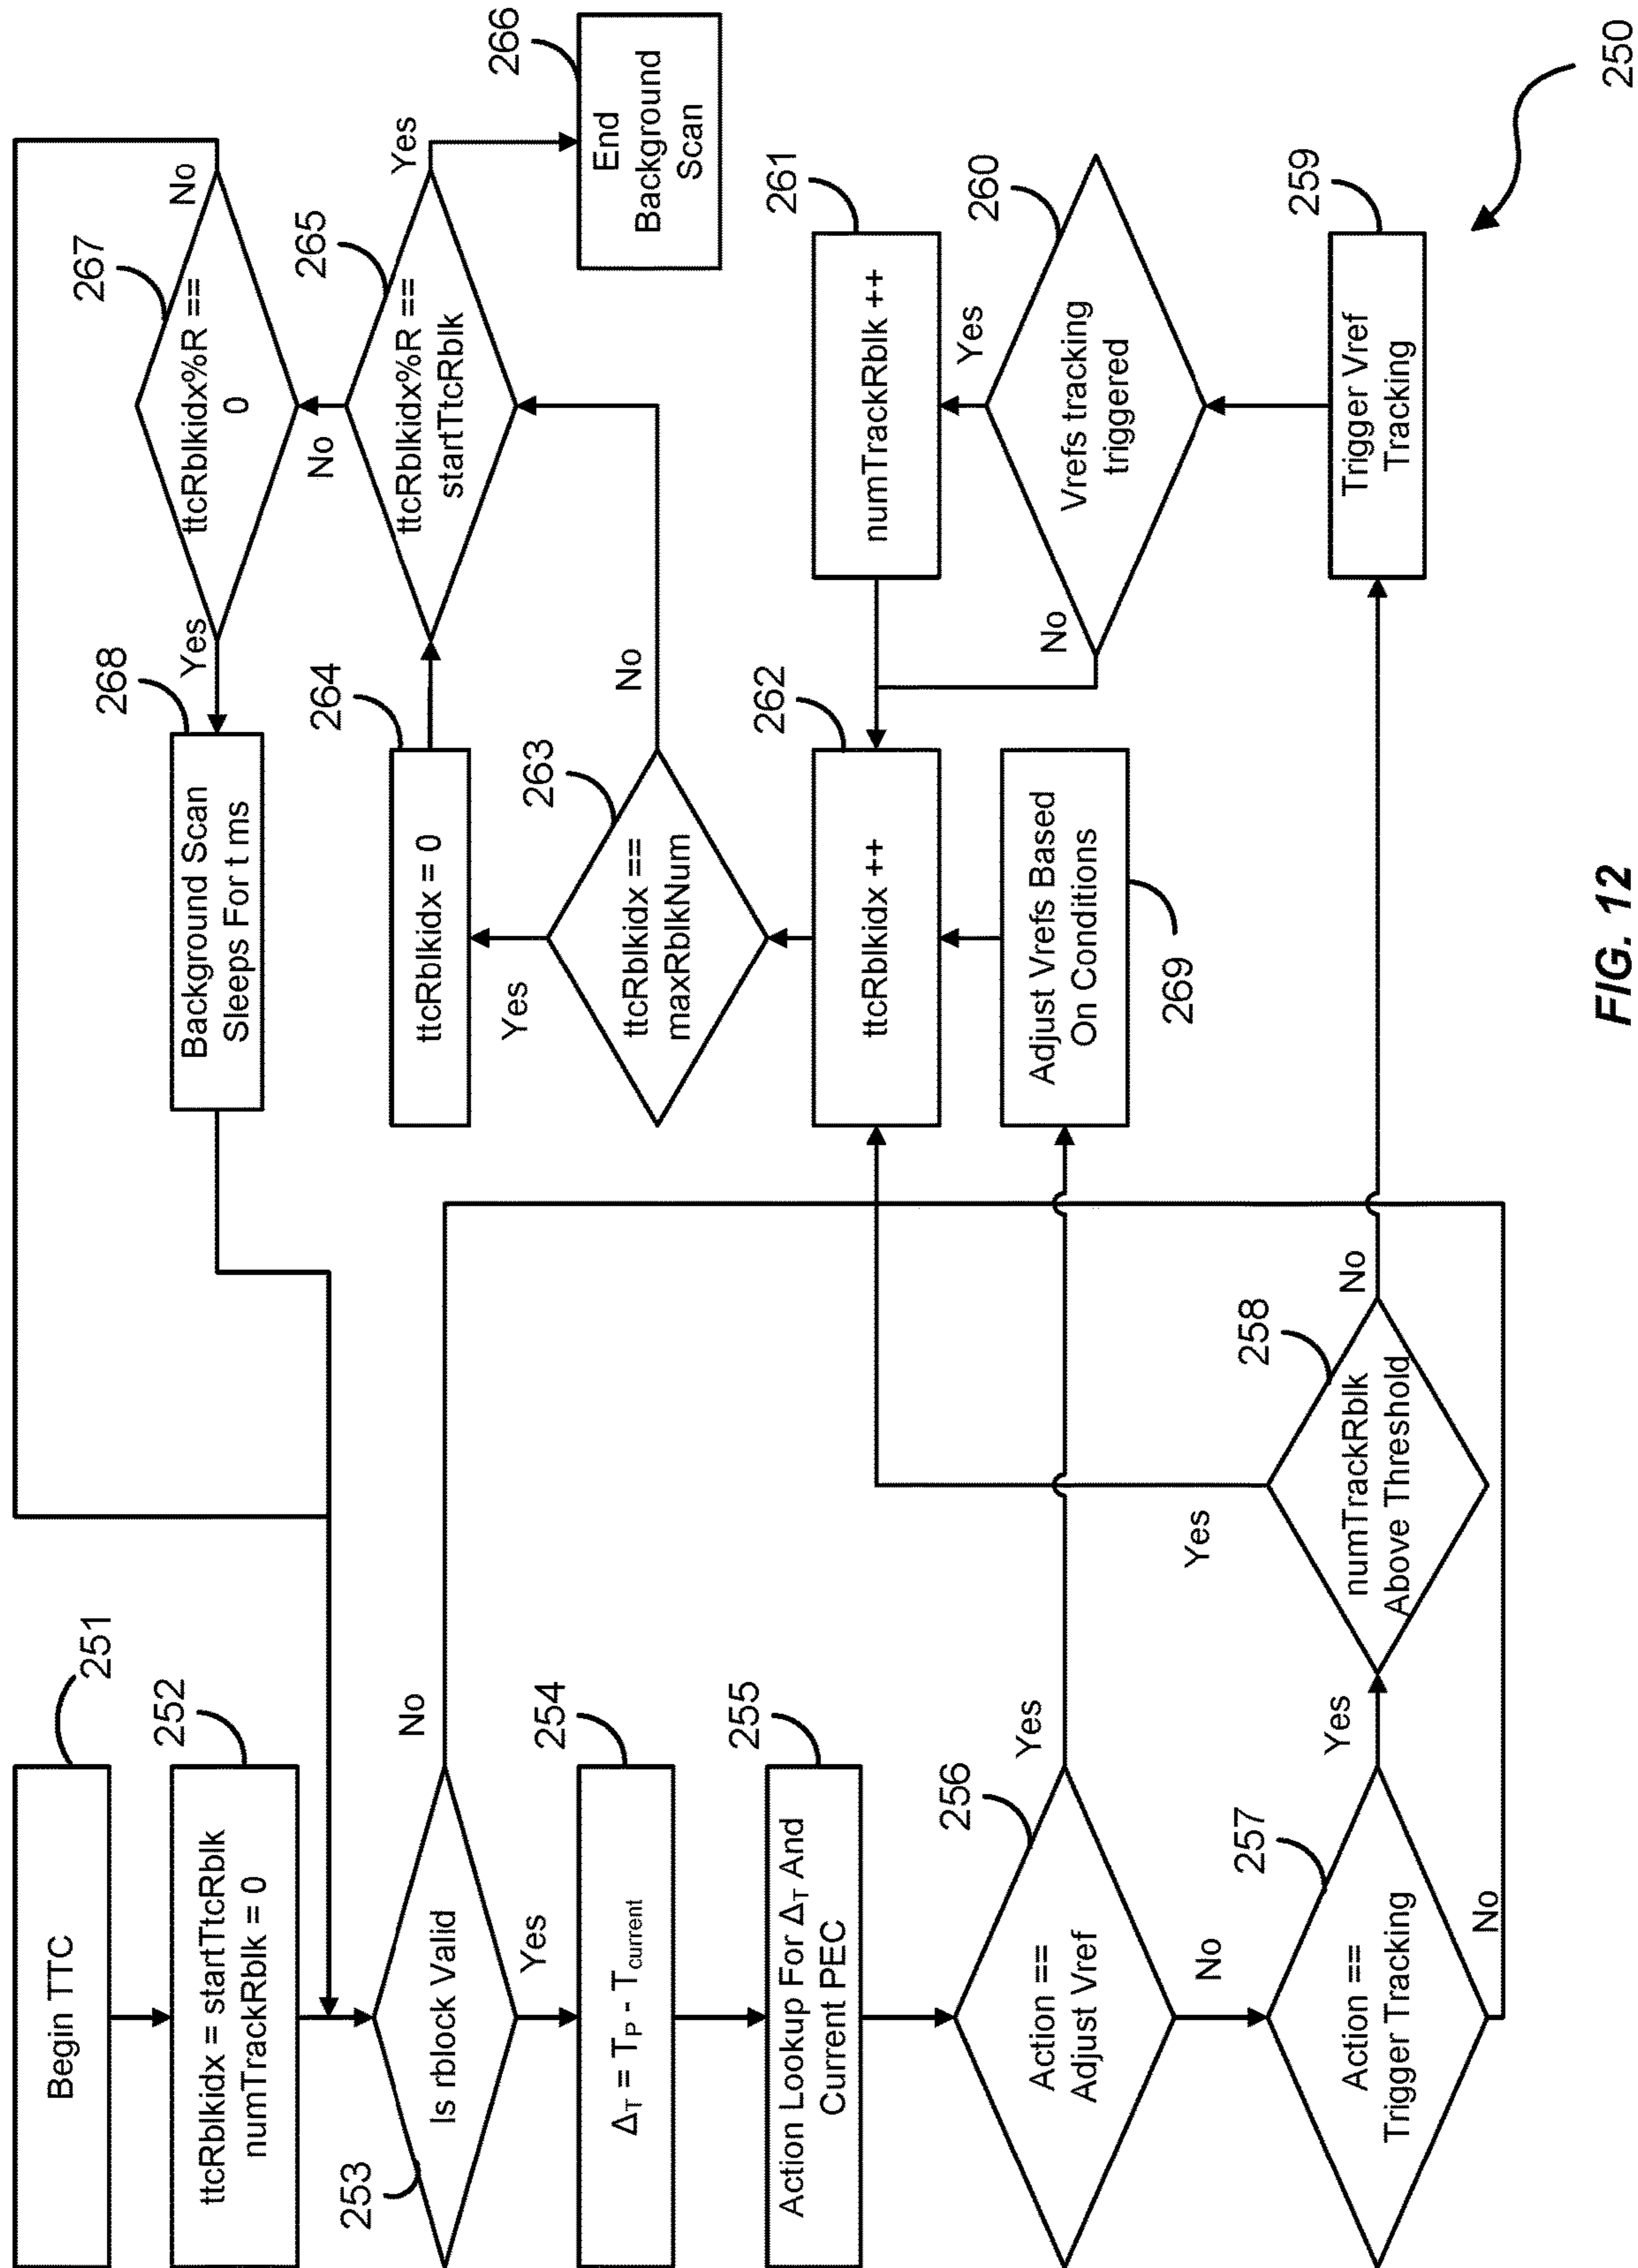 Begin TTC
251
ttcRblkidx = startTtcRblk
numTrackRblk = 0
252
Is rblock Valid
253
No
Yes
ΔT = TP - Tcurrent
254
Action Lookup For ΔT And
Current PEC
255
Action ==
Adjust Vref
256
Yes
No
Action ==
Trigger Tracking
257
Yes
No
numTrackRblk
Above Threshold
258
Yes
No
Trigger Vref
Tracking
259
Vrefs tracking
triggered
260
Yes
No
numTrackRblk ++
261
ttcRblkidx ++
262
Adjust Vrefs Based
On Conditions
269
ttcRblkidx ==
maxRblkNum
263
Yes
No
ttcRblkidx = 0
264
ttcRblkidx%R ==
startTtcRblk
265
Yes
No
End
Background
Scan
266
ttcRblkidx%R ==
0
267
No
Yes
Background Scan
Sleeps For t ms
268
250
FIG. 12